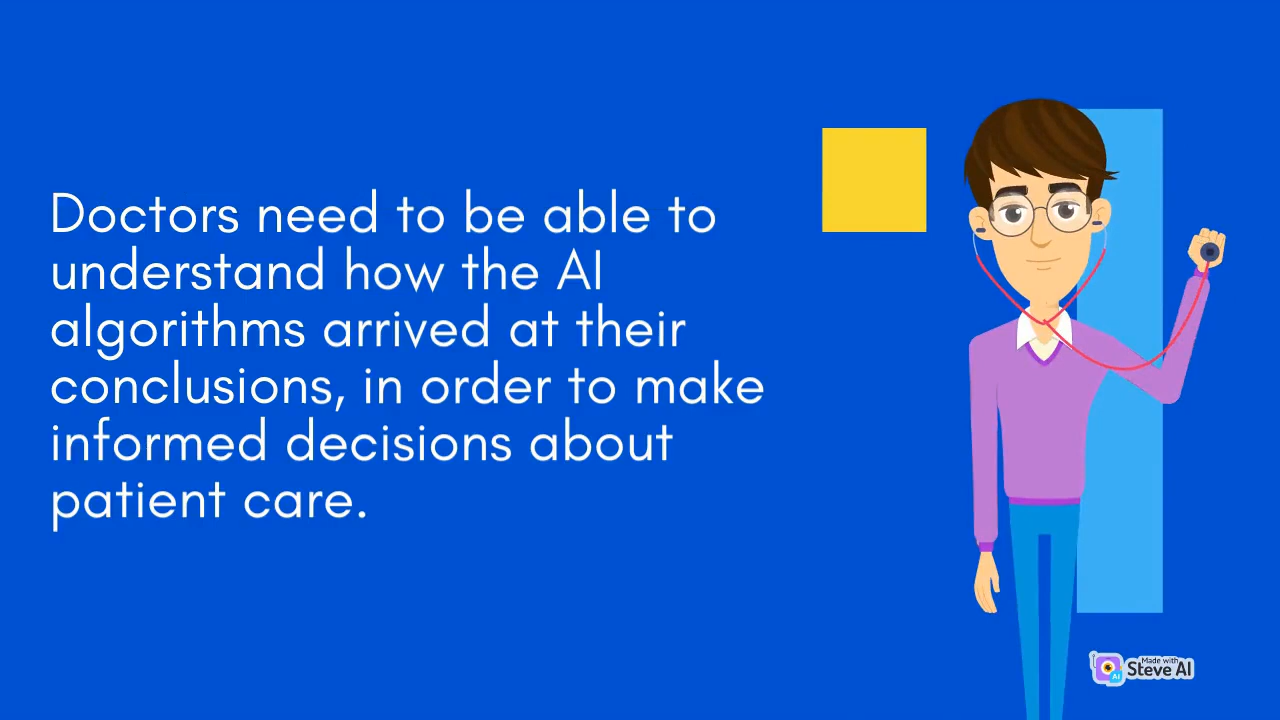 Doctors need to be able to
understand how the AI
algorithms arrived at their
conclusions, in order to make
informed decisions about
patient care.
Made with
Steve AI
AI